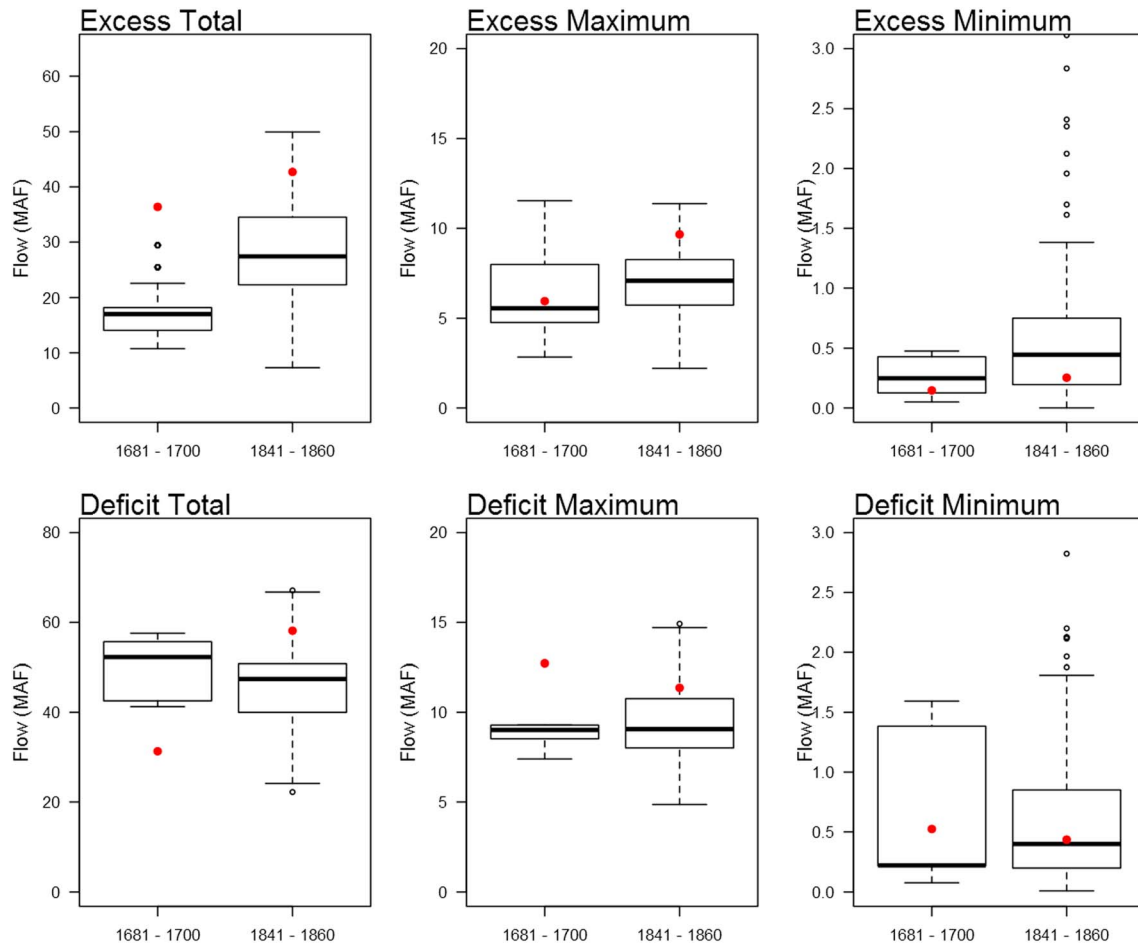 Excess Total
Excess Maximum
Excess Minimum
Flow (MAF)
60
50
40
30
20
10
0
1681 - 1700
1841 - 1860
Flow (MAF)
20
15
10
5
0
1681 - 1700
1841 - 1860
Flow (MAF)
3.0
2.5
2.0
1.5
1.0
0.5
0.0
1681 - 1700
1841 - 1860
Deficit Total
Deficit Maximum
Deficit Minimum
Flow (MAF)
80
60
40
20
0
1681 - 1700
1841 - 1860
Flow (MAF)
20
15
10
5
0
1681 - 1700
1841 - 1860
Flow (MAF)
3.0
2.5
2.0
1.5
1.0
0.5
0.0
1681 - 1700
1841 - 1860